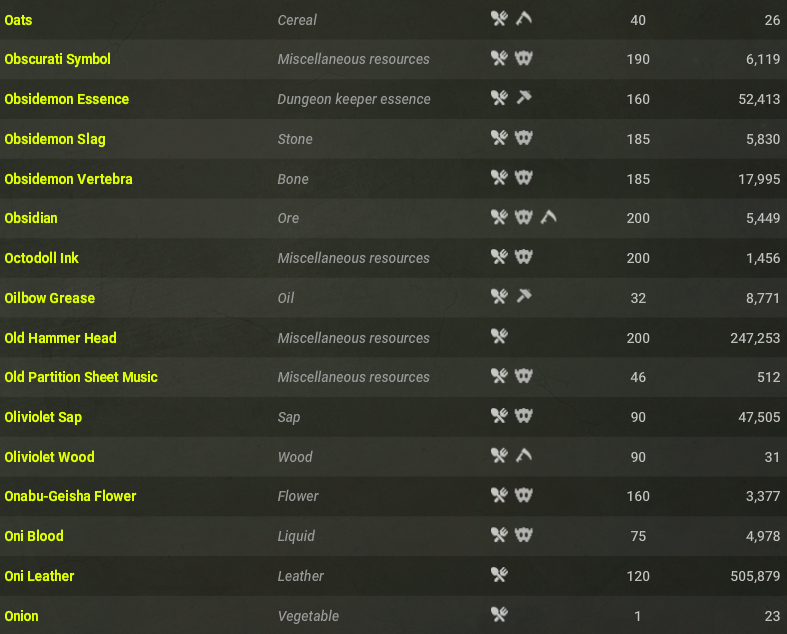 Oats Cereal 40 26
Obscurati Symbol Miscellaneous resources 190 6,119
Obsidemon Essence Dungeon keeper essence 160 52,413
Obsidemon Slag Stone 185 5,830
Obsidemon Vertebra Bone 185 17,995
Obsidian Ore 200 5,449
Octodoll Ink Miscellaneous resources 200 1,456
Oilbow Grease Oil 32 8,771
Old Hammer Head Miscellaneous resources 200 247,253
Old Partition Sheet Music Miscellaneous resources 46 512
Oliviolet Sap Sap 90 47,505
Oliviolet Wood Wood 90 31
Onabu-Geisha Flower Flower 160 3,377
Oni Blood Liquid 75 4,978
Oni Leather Leather 120 505,879
Onion Vegetable 1 23